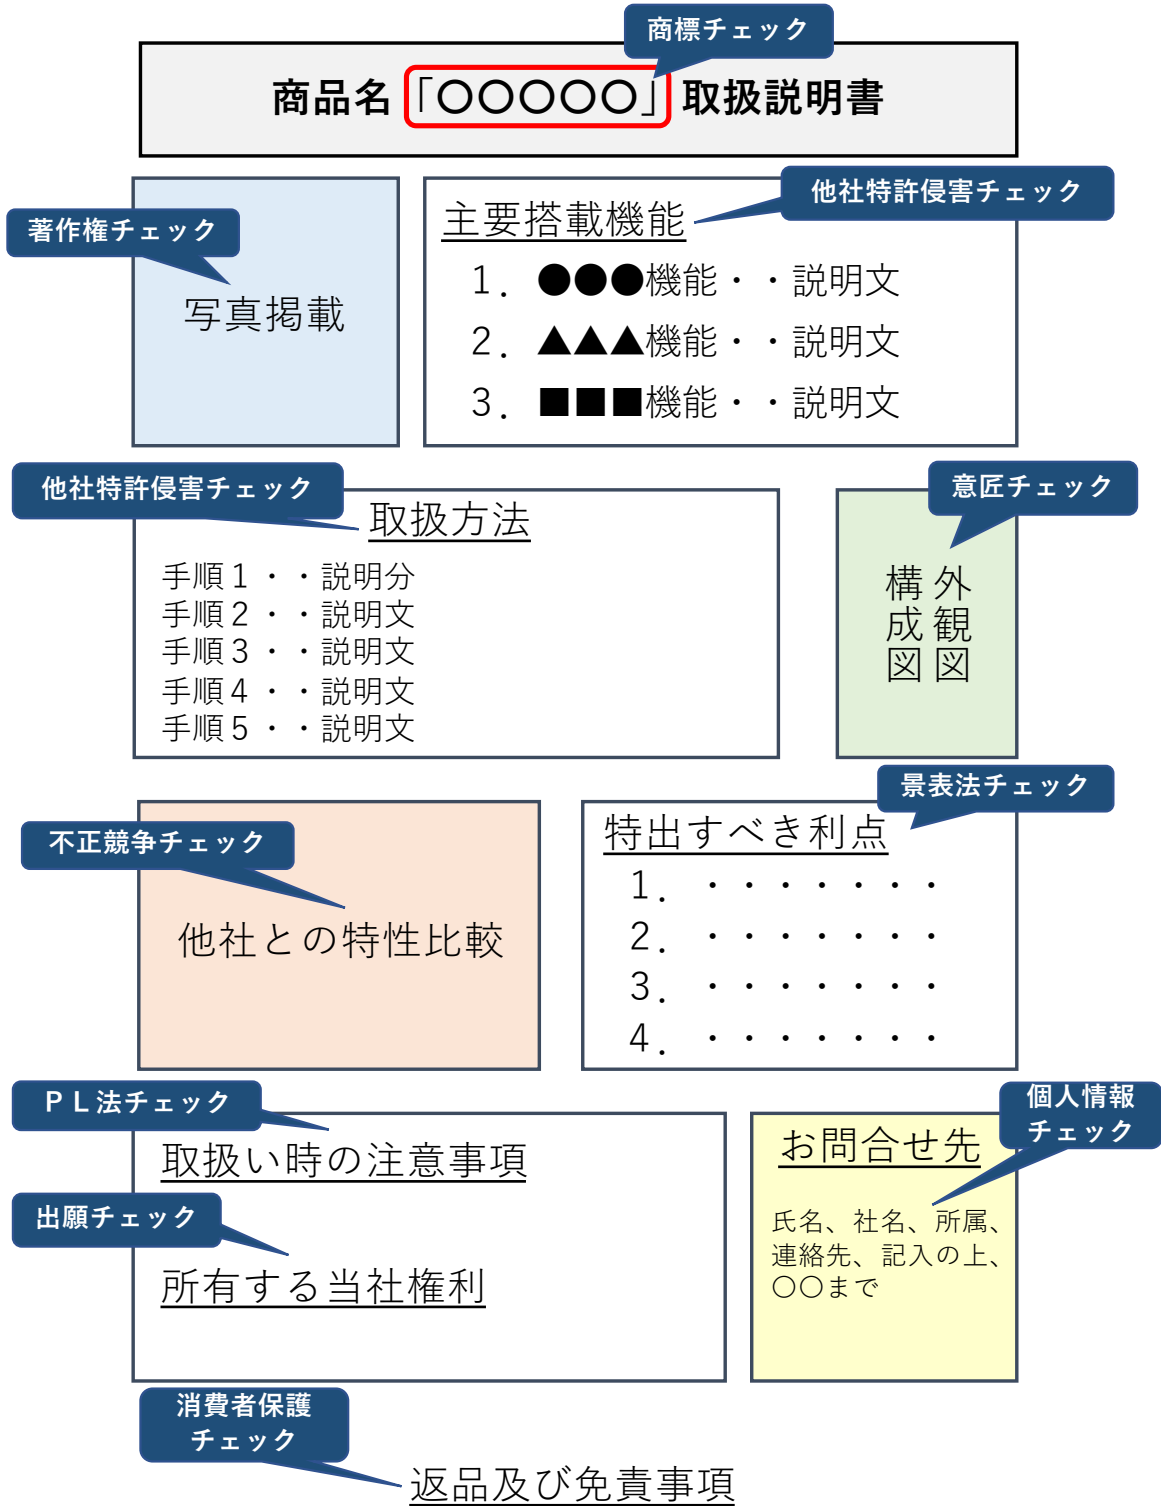 商標チェック
商品名「〇〇〇〇〇」取扱説明書
著作権チェック
写真掲載
他社特許侵害チェック
主要搭載機能
1．●●●機能・・説明文
2．▲▲▲機能・・説明文
3．■■■機能・・説明文
他社特許侵害チェック
取扱方法
手順1・・説明分
手順2・・説明文
手順3・・説明文
手順4・・説明文
手順5・・説明文
意匠チェック
外観図
構成図
不正競争チェック
他社との特性比較
景表法チェック
特出すべき利点
1．・・・・・・・
2．・・・・・・・
3．・・・・・・・
4．・・・・・・・
ＰＬ法チェック
取扱い時の注意事項
出願チェック
所有する当社権利
個人情報
チェック
お問合せ先
氏名、社名、所属、
連絡先、記入の上、
〇〇まで
消費者保護
チェック
返品及び免責事項